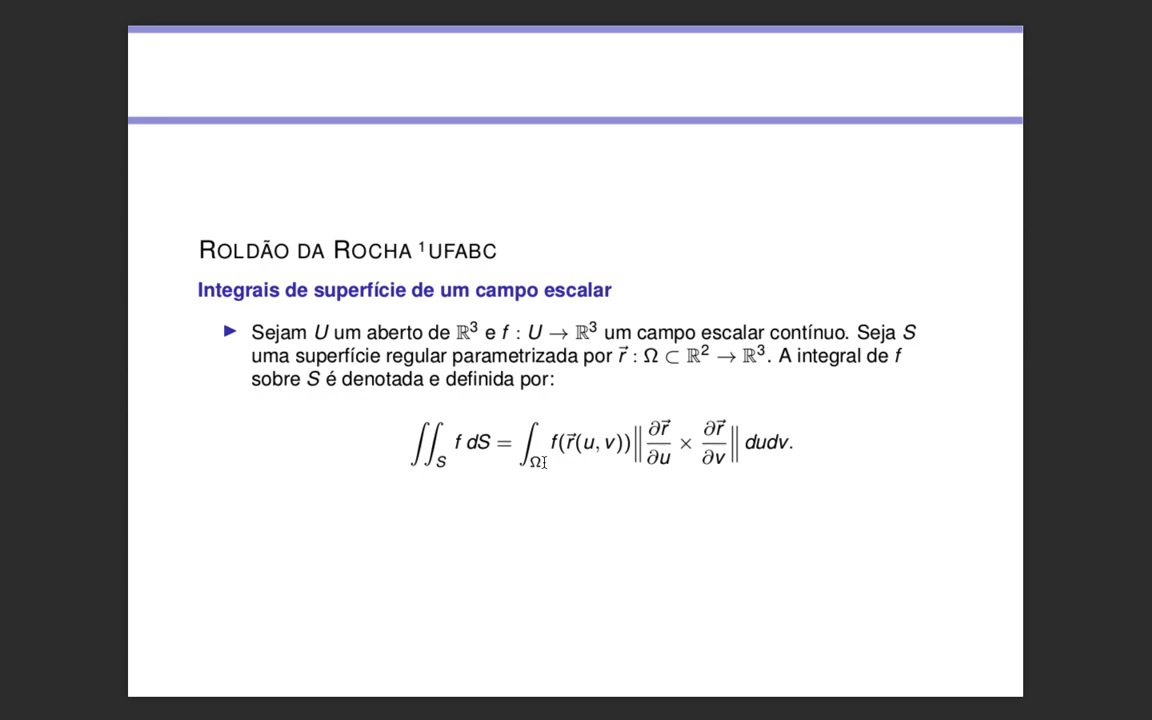 ROLDÃO DA ROCHA ¹UFABC
Integrais de superfície de um campo escalar
▶ Sejam U um aberto de ℝ³ e f : U → ℝ³ um campo escalar contínuo. Seja S
uma superfície regular parametrizada por r⃗ : Ω ⊂ ℝ² → ℝ³. A integral de f
sobre S é denotada e definida por:
∬_S f dS = ∫_Ω f(r⃗(u, v)) ‖ ∂r⃗/∂u × ∂r⃗/∂v ‖ dudv.